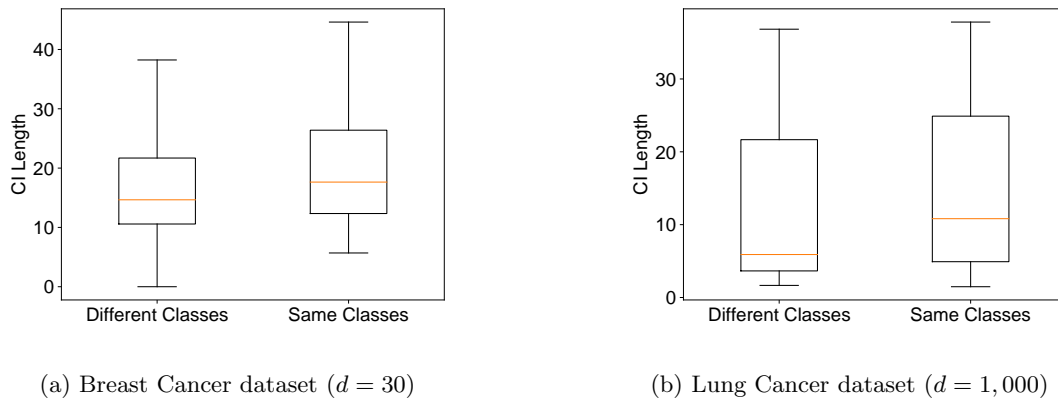 CI Length
40
30
20
10
0
Different Classes Same Classes
(a) Breast Cancer dataset (d = 30)
CI Length
30
20
10
0
Different Classes Same Classes
(b) Lung Cancer dataset (d = 1, 000)